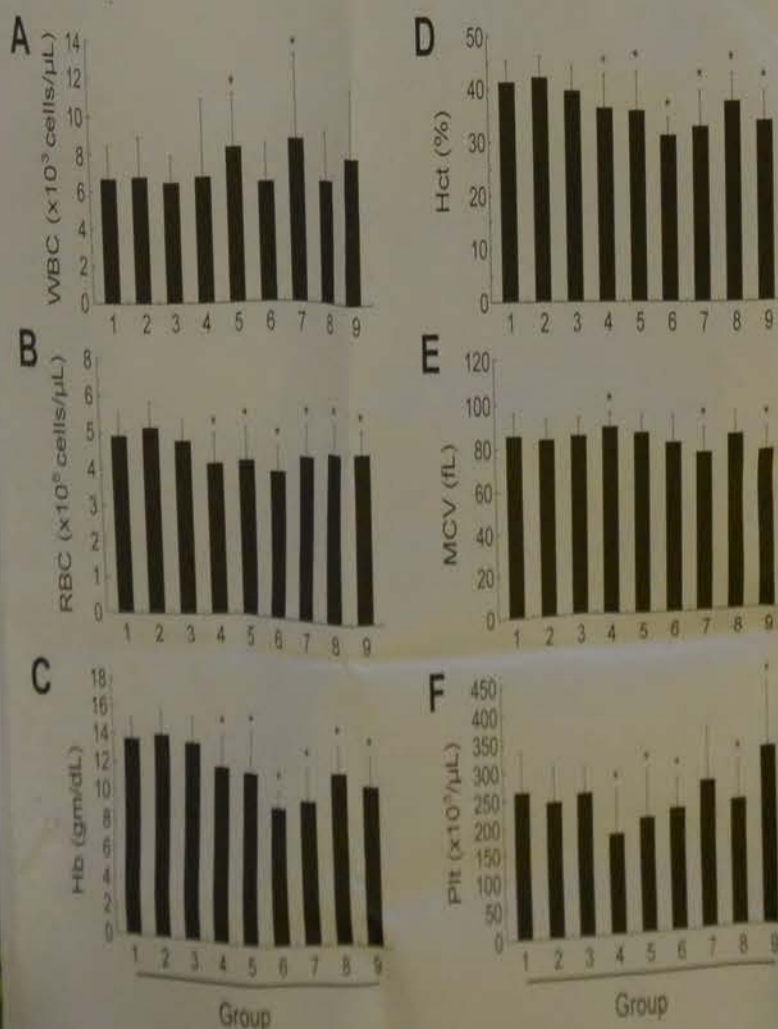 A
WBC (x10³ cells/µL)
14
12
10
8
6
4
2
0
* *
1 2 3 4 5 6 7 8 9
B
RBC (x10⁶ cells/µL)
8
7
6
5
4
3
2
1
0
* * * * * *
1 2 3 4 5 6 7 8 9
C
Hb (gm/dL)
18
16
14
12
10
8
6
4
2
0
* * * * * *
1 2 3 4 5 6 7 8 9
Group
D
Hct (%)
50
40
30
20
10
0
* * * * * *
1 2 3 4 5 6 7 8 9
E
MCV (fL)
120
100
80
60
40
20
0
* * *
1 2 3 4 5 6 7 8 9
F
Plt (x10³/µL)
450
400
350
300
250
200
150
100
50
0
* * * * *
1 2 3 4 5 6 7 8 9
Group